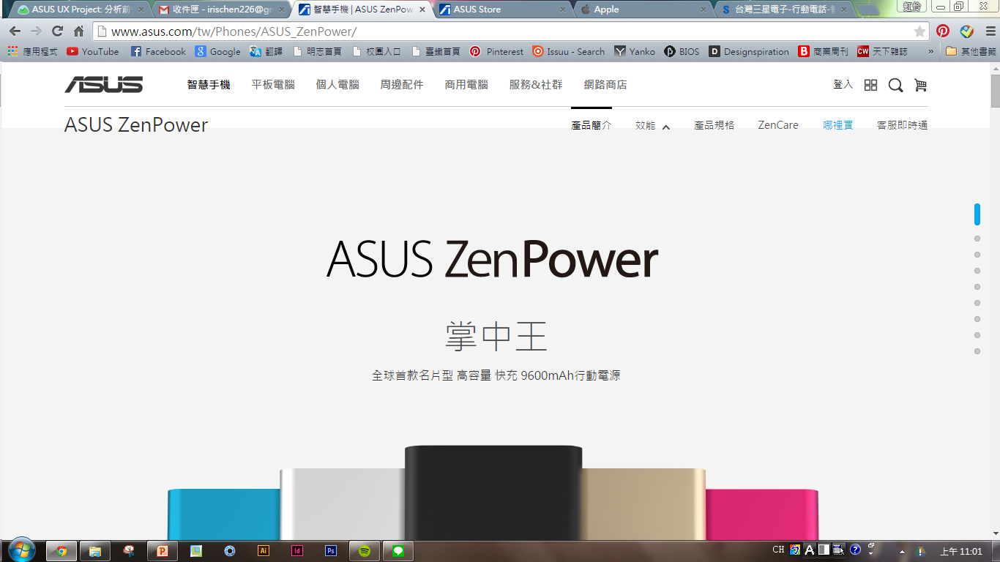 ASUS UX Project: 分析前
收件匣 - irischen226@gr
智慧手機 | ASUS ZenPow
ASUS Store
Apple
台灣三星電子-行動電話-
www.asus.com/tw/Phones/ASUS_ZenPower/
應用程式 YouTube Facebook Google 翻譯 明志首頁 校園入口 臺鐵首頁 Pinterest Issuu - Search Yanko BIOS Designspiration 商業周刊 天下雜誌 » 其他書籤
ASUS 智慧手機 平板電腦 個人電腦 周邊配件 商用電腦 服務&社群 網路商店 登入
ASUS ZenPower 產品簡介 效能 產品規格 ZenCare 哪裡買 客服即時通
ASUS ZenPower
掌中王
全球首款名片型 高容量 快充 9600mAh行動電源
CH 上午 11:01